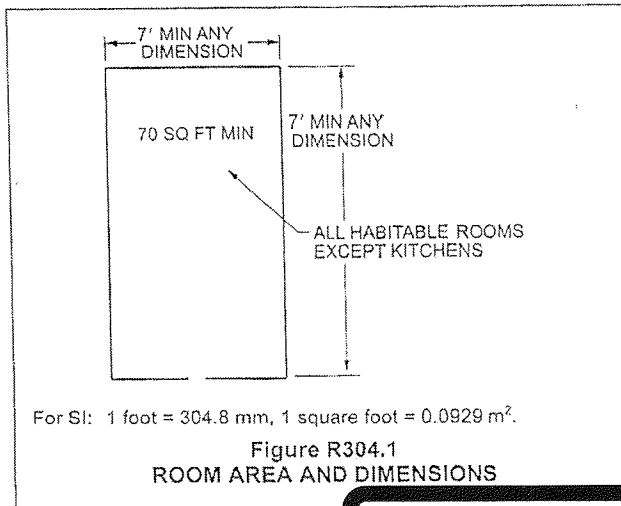 7' MIN ANY
DIMENSION
70 SQ FT MIN
7' MIN ANY
DIMENSION
ALL HABITABLE ROOMS
EXCEPT KITCHENS
For SI: 1 foot = 304.8 mm, 1 square foot = 0.0929 m².
Figure R304.1
ROOM AREA AND DIMENSIONS